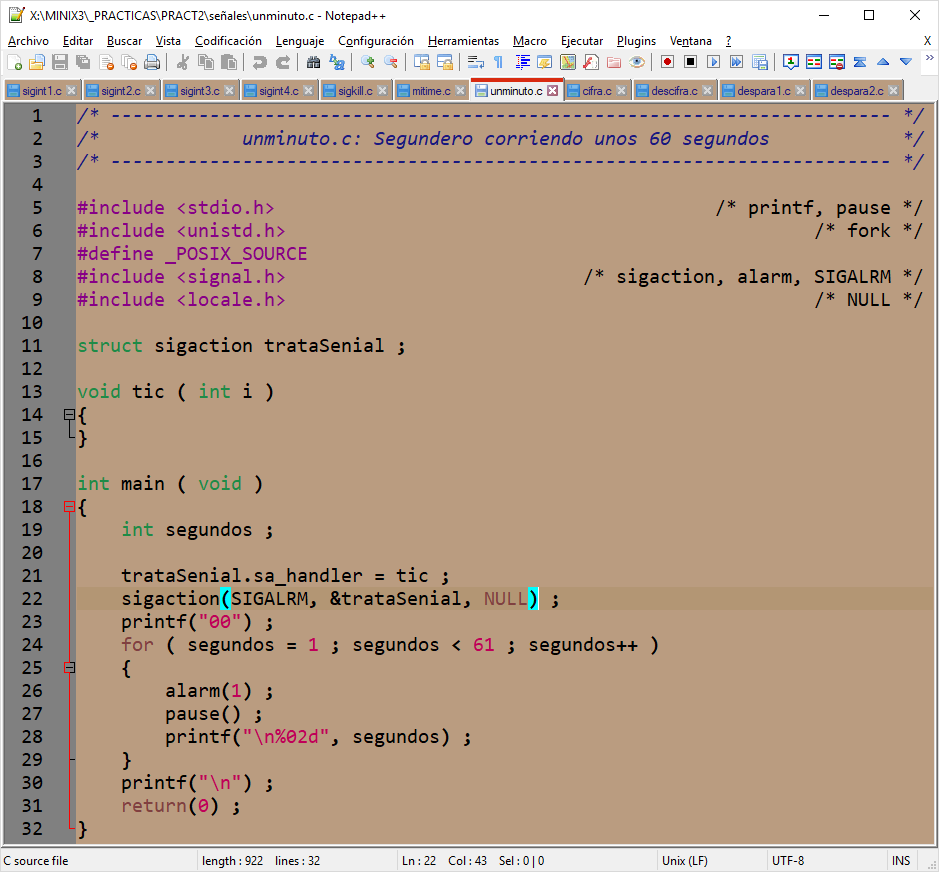 X:\MINIX3\_PRACTICAS\PRACT2\señales\unminuto.c - Notepad++
Archivo Editar Buscar Vista Codificación Lenguaje Configuración Herramientas Macro Ejecutar Plugins Ventana ? X
sigint1.c sigint2.c sigint3.c sigint4.c sigkill.c mitime.c unminuto.c cifra.c descifra.c despara1.c despara2.c
1 /* ----------------------------------------------------------------------- */
2 /* unminuto.c: Segundero corriendo unos 60 segundos */
3 /* ----------------------------------------------------------------------- */
4
5 #include <stdio.h> /* printf, pause */
6 #include <unistd.h> /* fork */
7 #define _POSIX_SOURCE
8 #include <signal.h> /* sigaction, alarm, SIGALRM */
9 #include <locale.h> /* NULL */
10
11 struct sigaction trataSenial ;
12
13 void tic ( int i )
14 {
15 }
16
17 int main ( void )
18 {
19 int segundos ;
20
21 trataSenial.sa_handler = tic ;
22 sigaction(SIGALRM, &trataSenial, NULL) ;
23 printf("00") ;
24 for ( segundos = 1 ; segundos < 61 ; segundos++ )
25 {
26 alarm(1) ;
27 pause() ;
28 printf("\n%02d", segundos) ;
29 }
30 printf("\n") ;
31 return(0) ;
32 }
C source file length : 922 lines : 32 Ln : 22 Col : 43 Sel : 0 | 0 Unix (LF) UTF-8 INS